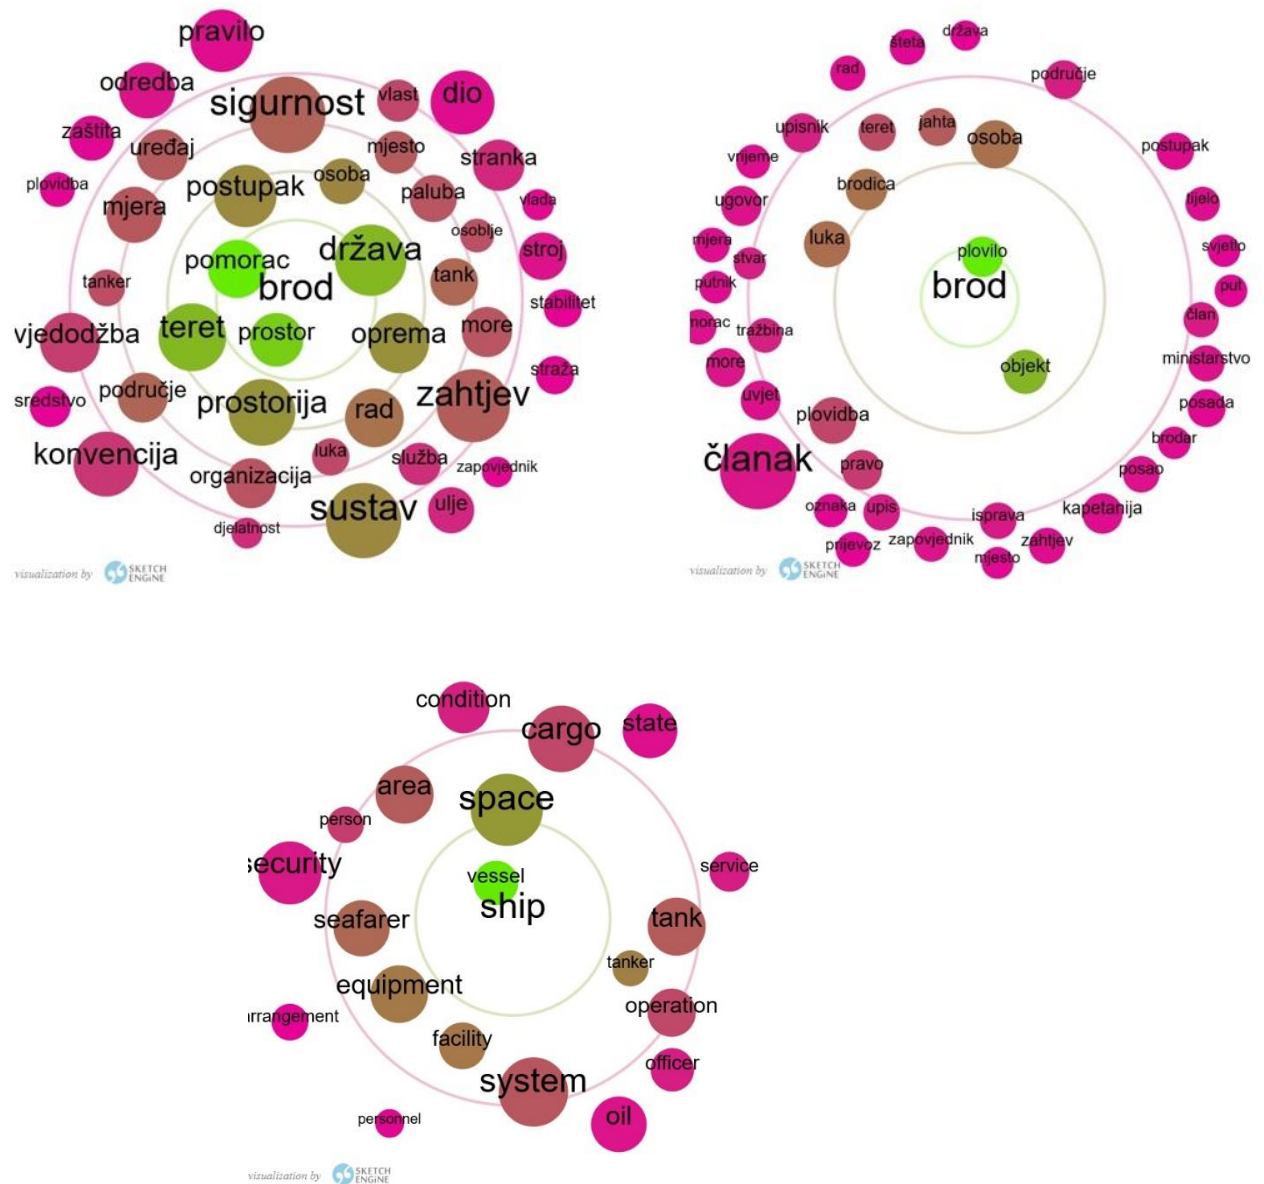 pravilo
odredba
zaštita
plovidba
sigurnost
vlast
dio
uređaj
mjesto
stranka
mjera
postupak
osoba
paluba
vlada
osoblje
stroj
pomorac
država
brod
tanker
tank
stabilitet
vjedodžba
teret
prostor
oprema
more
straža
sredstvo
područje
prostorija
rad
zahtjev
konvencija
organizacija
luka
služba
zapovjednik
djelatnost
sustav
ulje
visualization by
SKETCH
ENGINE
država
šteta
rad
područje
upisnik
teret
jahta
osoba
postupak
vrijeme
brodica
ugovor
tijelo
mjera
luka
stvar
plovilo
svjetlo
putnik
brod
put
morac
tražbina
član
more
objekt
ministarstvo
uvjet
plovidba
posada
članak
pravo
brodar
posao
oznaka
upis
isprava
kapetanija
prijevoz
zapovjednik
mjesto
zahtjev
visualization by
SKETCH
ENGINE
condition
cargo
state
area
space
person
security
vessel
service
ship
seafarer
tank
tanker
equipment
operation
arrangement
facility
officer
system
oil
personnel
visualization by
SKETCH
ENGINE